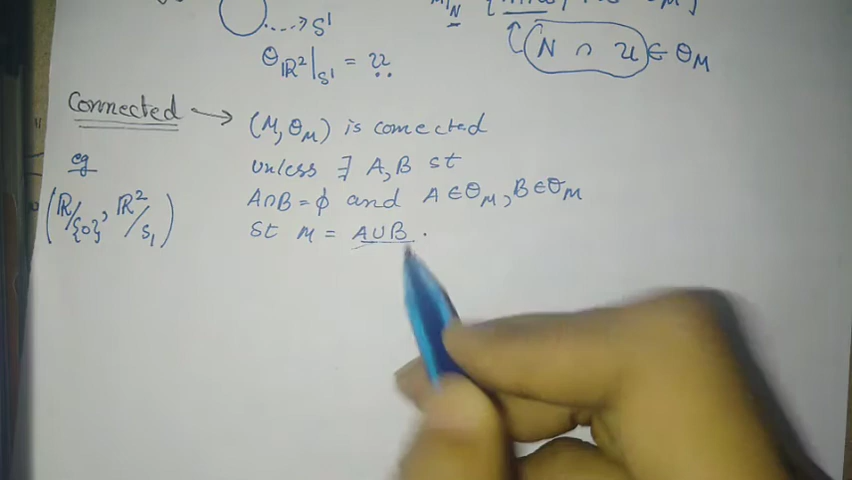 S¹
N ∩ U ∈ Θ_M
Θ_ℝ²|_S¹ = U
Connected → (M, Θ_M) is connected
eg unless ∃ A, B st
(ℝ/{0}, ℝ²/S₁) A∩B = ϕ and A ∈ Θ_M, B ∈ Θ_M
St M = A∪B.